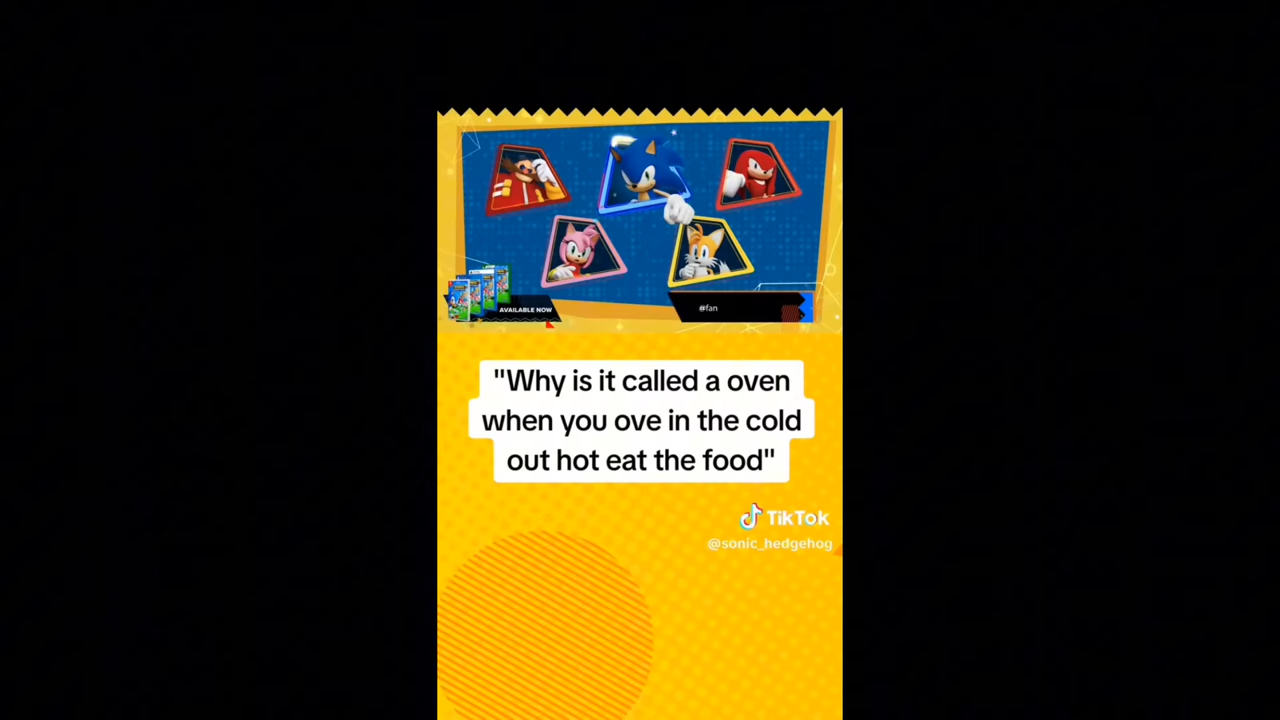 AVAILABLE NOW
@fan
"Why is it called a oven
when you ove in the cold
out hot eat the food"
TikTok
@sonic_hedgehog